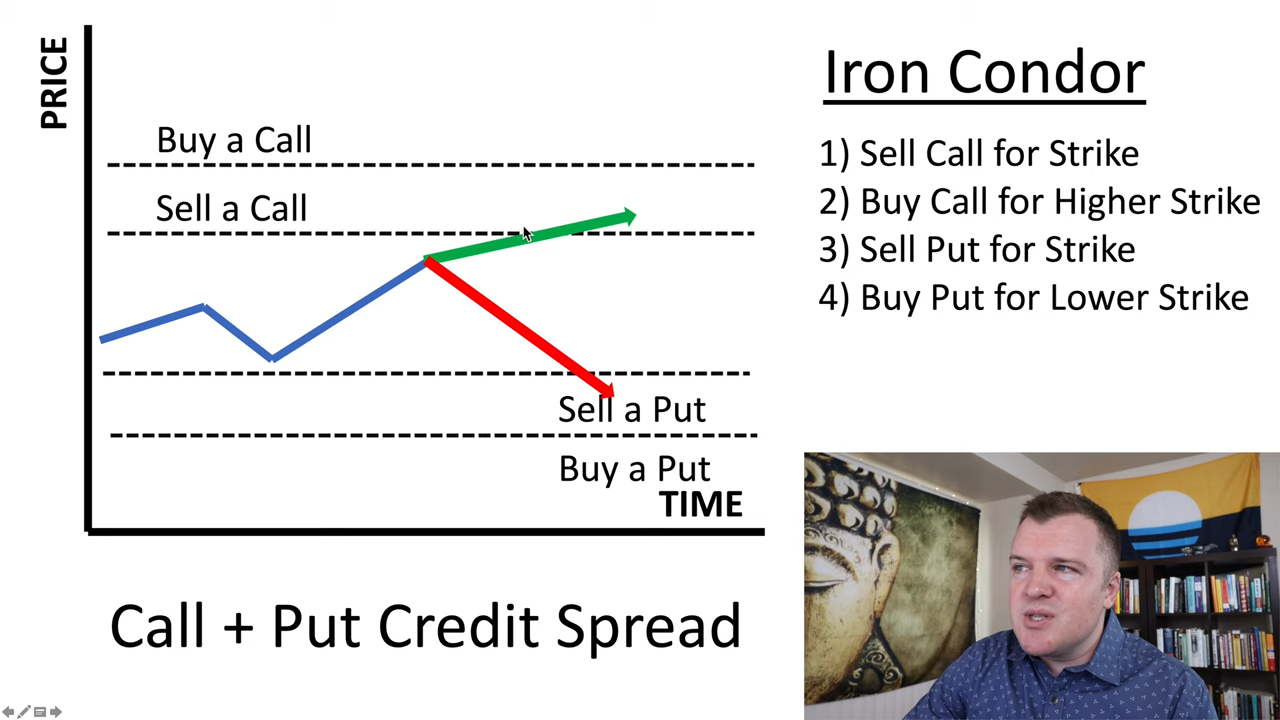 PRICE
Buy a Call
Sell a Call
Sell a Put
Buy a Put
TIME
Call + Put Credit Spread
Iron Condor
1) Sell Call for Strike
2) Buy Call for Higher Strike
3) Sell Put for Strike
4) Buy Put for Lower Strike